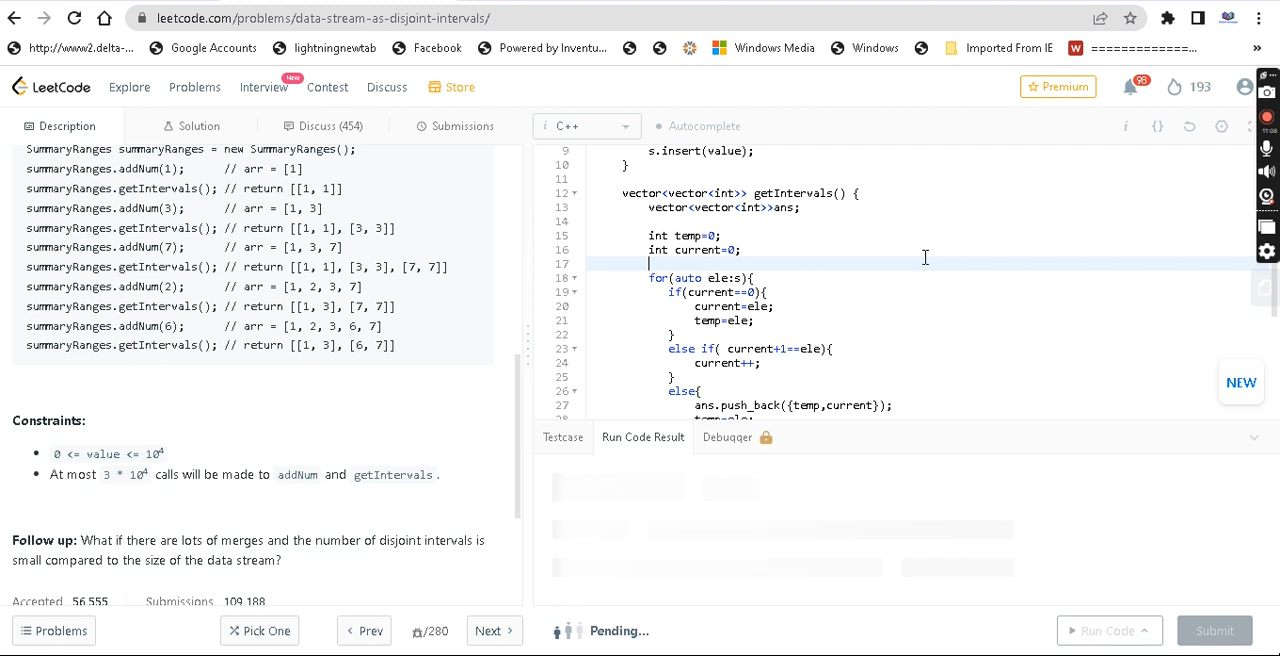 leetcode.com/problems/data-stream-as-disjoint-intervals/
http://www2.delta-... Google Accounts lightningnewtab Facebook Powered by Inventu... Windows Media Windows Imported From IE W ============... »
LeetCode Explore Problems Interview New Contest Discuss Store Premium 98 193
Description Solution Discuss (454) Submissions
i C++ Autocomplete
SummaryRanges summaryRanges = new SummaryRanges();
summaryRanges.addNum(1);      // arr = [1]
summaryRanges.getIntervals(); // return [[1, 1]]
summaryRanges.addNum(3);      // arr = [1, 3]
summaryRanges.getIntervals(); // return [[1, 1], [3, 3]]
summaryRanges.addNum(7);      // arr = [1, 3, 7]
summaryRanges.getIntervals(); // return [[1, 1], [3, 3], [7, 7]]
summaryRanges.addNum(2);      // arr = [1, 2, 3, 7]
summaryRanges.getIntervals(); // return [[1, 3], [7, 7]]
summaryRanges.addNum(6);      // arr = [1, 2, 3, 6, 7]
summaryRanges.getIntervals(); // return [[1, 3], [6, 7]]
Constraints:
• 0 <= value <= 10⁴
• At most 3 * 10⁴ calls will be made to addNum and getIntervals.
Follow up: What if there are lots of merges and the number of disjoint intervals is
small compared to the size of the data stream?
Accepted 56,555 Submissions 109,188
9 s.insert(value);
10 }
11
12 vector<vector<int>> getIntervals() {
13 vector<vector<int>>ans;
14
15 int temp=0;
16 int current=0;
17
18 for(auto ele:s){
19 if(current==0){
20 current=ele;
21 temp=ele;
22 }
23 else if( current+1==ele){
24 current++;
25 }
26 else{
27 ans.push_back({temp,current});
28 temp=ele;
11:08
NEW
Testcase Run Code Result Debugger
Problems Pick One Prev /280 Next Pending... Run Code Submit